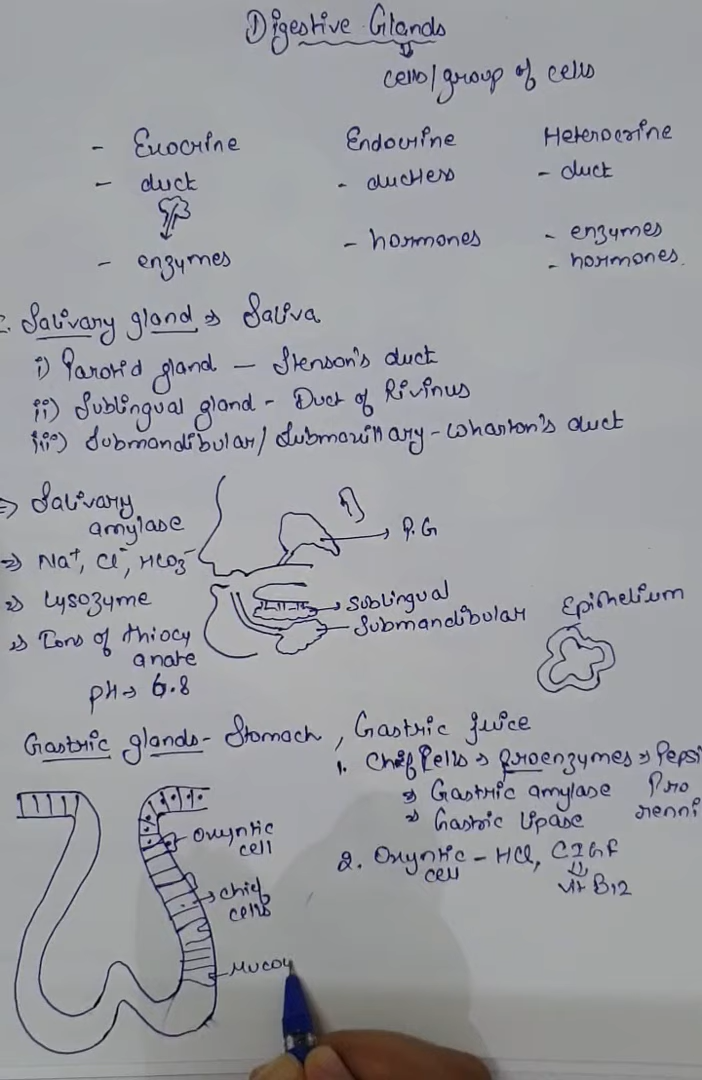 Digestive Glands
cells/group of cells
- Exocrine
- duct
- enzymes
Endocrine
- ductless
- hormones
Heterocrine
- duct
- enzymes
- hormones.
Salivary gland → Saliva
i) Parotid gland - Stenson's duct
ii) Sublingual gland - Duct of Rivinus
iii) Submandibular/Submaxillary - Wharton's duct
⇒ Salivary
amylase
⇒ Na⁺, Cl⁻, HCO₃⁻
⇒ Lysozyme
⇒ Ions of thiocy
anate
pH → 6.8
P.G
Sublingual
Submandibular
Epithelium
Gastric glands - Stomach, Gastric juice
1. Chief Cells → proenzymes → Pepsi
Pro
renni
→ Gastric amylase
→ Gastric lipase
2. Oxyntic - HCl, CIGF
cell
Vit B12
Oxyntic
cell
chief
cells
Mucou